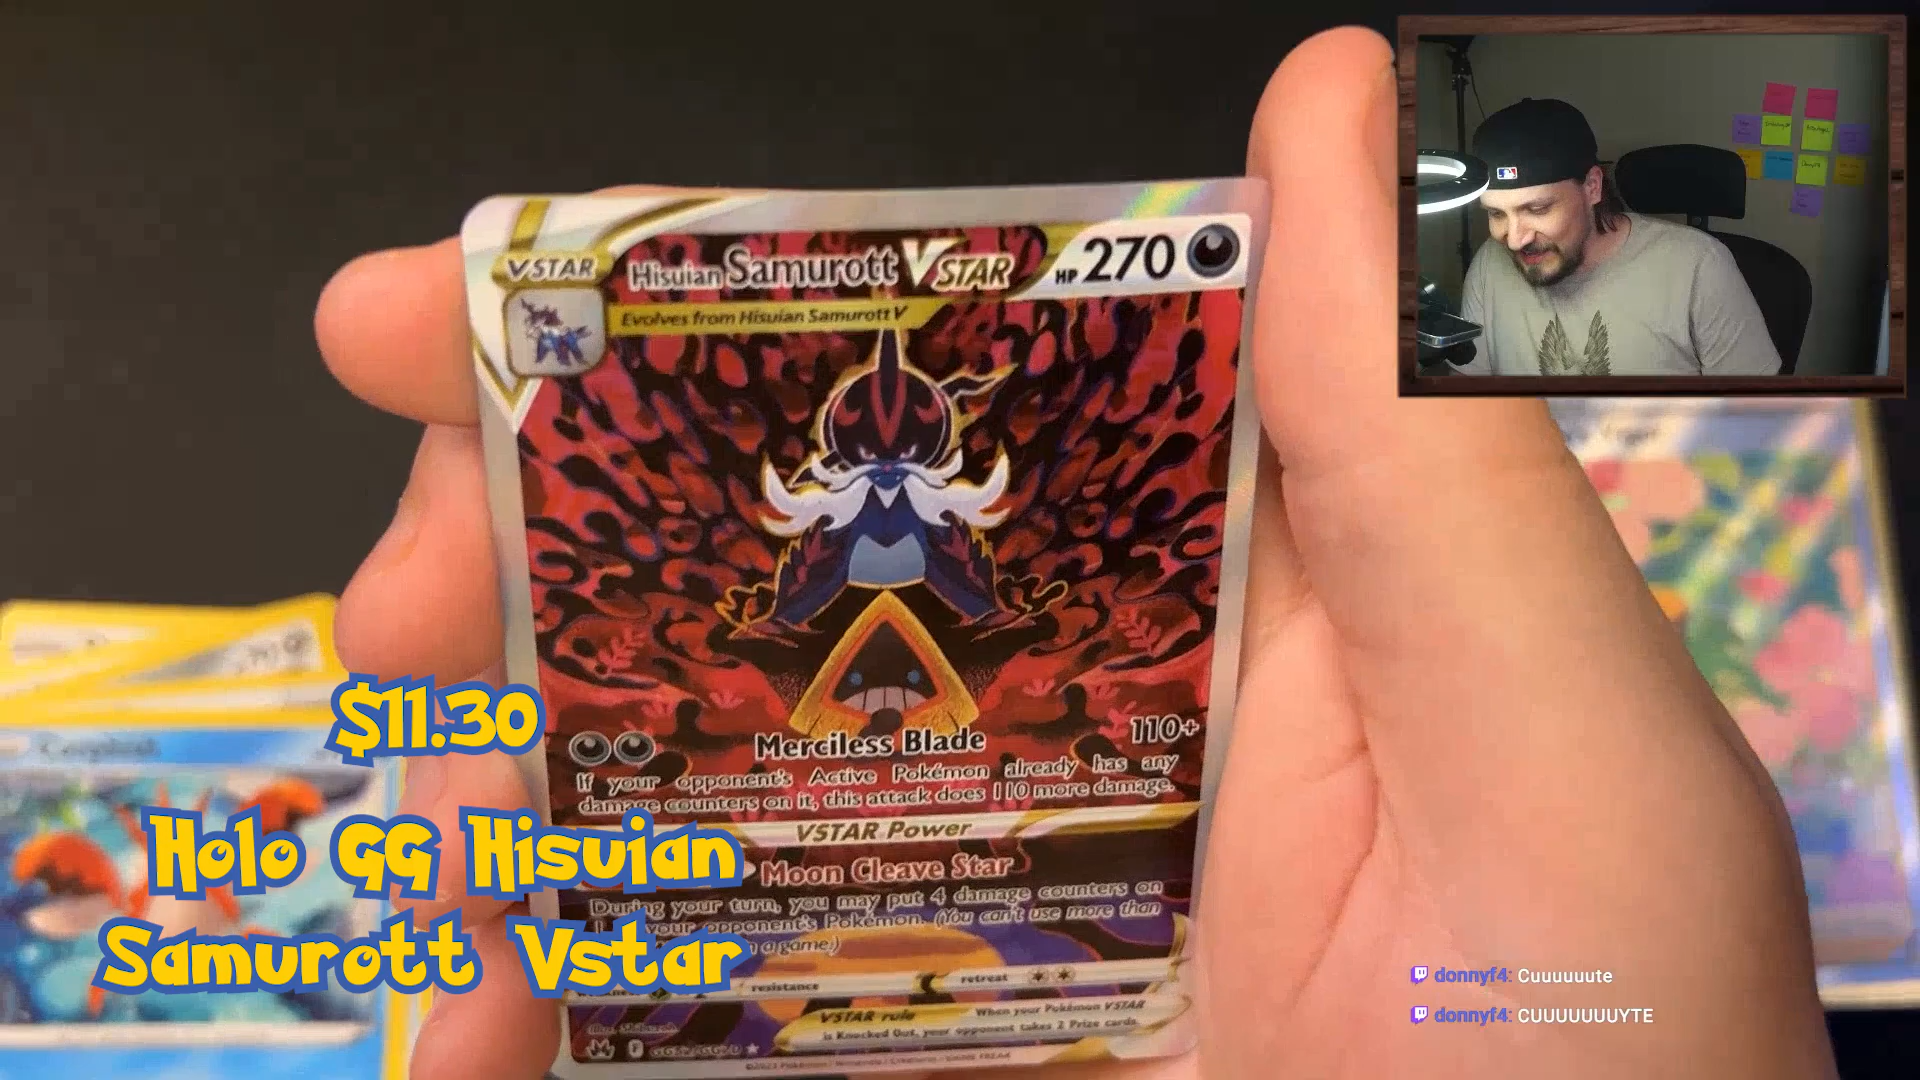 VSTAR
Hisuian Samurott VSTAR
HP 270
Evolves from Hisuian Samurott V
Merciless Blade 110+
If your opponent's Active Pokémon already has any
damage counters on it, this attack does 110 more damage.
VSTAR Power
Moon Cleave Star
During your turn, you may put 4 damage counters on
your opponent's Pokémon. (You can't use more than
a game.)
resistance
retreat
VSTAR rule
When your Pokémon VSTAR
is Knocked Out, your opponent takes 2 Prize cards.
$11.30
Holo GG Hisuian
Samurott Vstar
donnyf4: Cuuuuuute
donnyf4: CUUUUUUUYTE